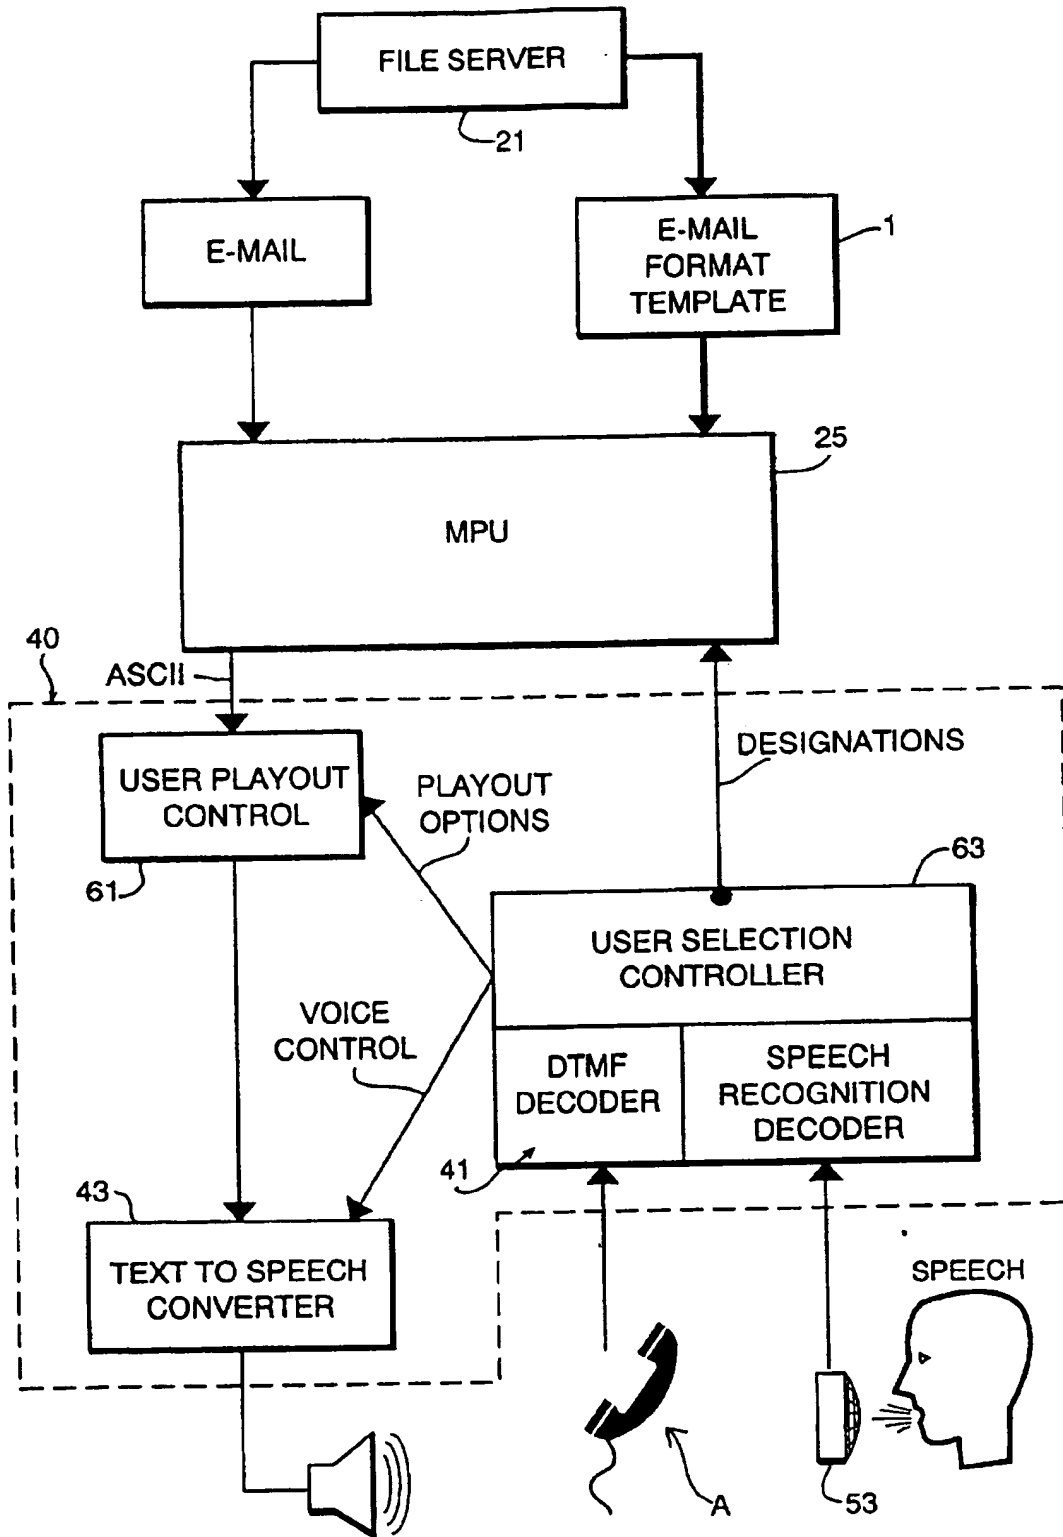 FILE SERVER
21
E-MAIL
E-MAIL
FORMAT
TEMPLATE
1
25
MPU
40
ASCII
DESIGNATIONS
USER PLAYOUT
CONTROL
61
PLAYOUT
OPTIONS
63
USER SELECTION
CONTROLLER
VOICE
CONTROL
DTMF
DECODER
SPEECH
RECOGNITION
DECODER
41
43
TEXT TO SPEECH
CONVERTER
SPEECH
A
53